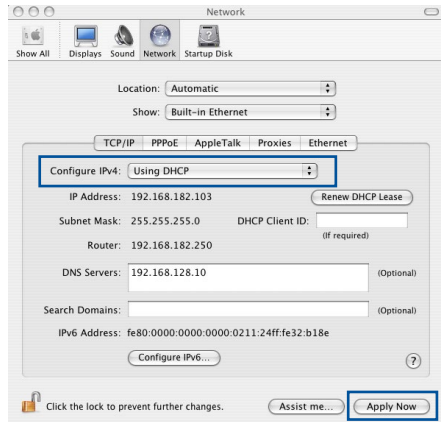 Network
Show All Displays Sound Network Startup Disk
Location: Automatic
Show: Built-in Ethernet
TCP/IP PPPoE AppleTalk Proxies Ethernet
Configure IPv4: Using DHCP
IP Address: 192.168.182.103 Renew DHCP Lease
Subnet Mask: 255.255.255.0 DHCP Client ID:
(If required)
Router: 192.168.182.250
DNS Servers: 192.168.128.10 (Optional)
Search Domains: (Optional)
IPv6 Address: fe80:0000:0000:0000:0211:24ff:fe32:b18e
Configure IPv6... ?
Click the lock to prevent further changes. Assist me... Apply Now